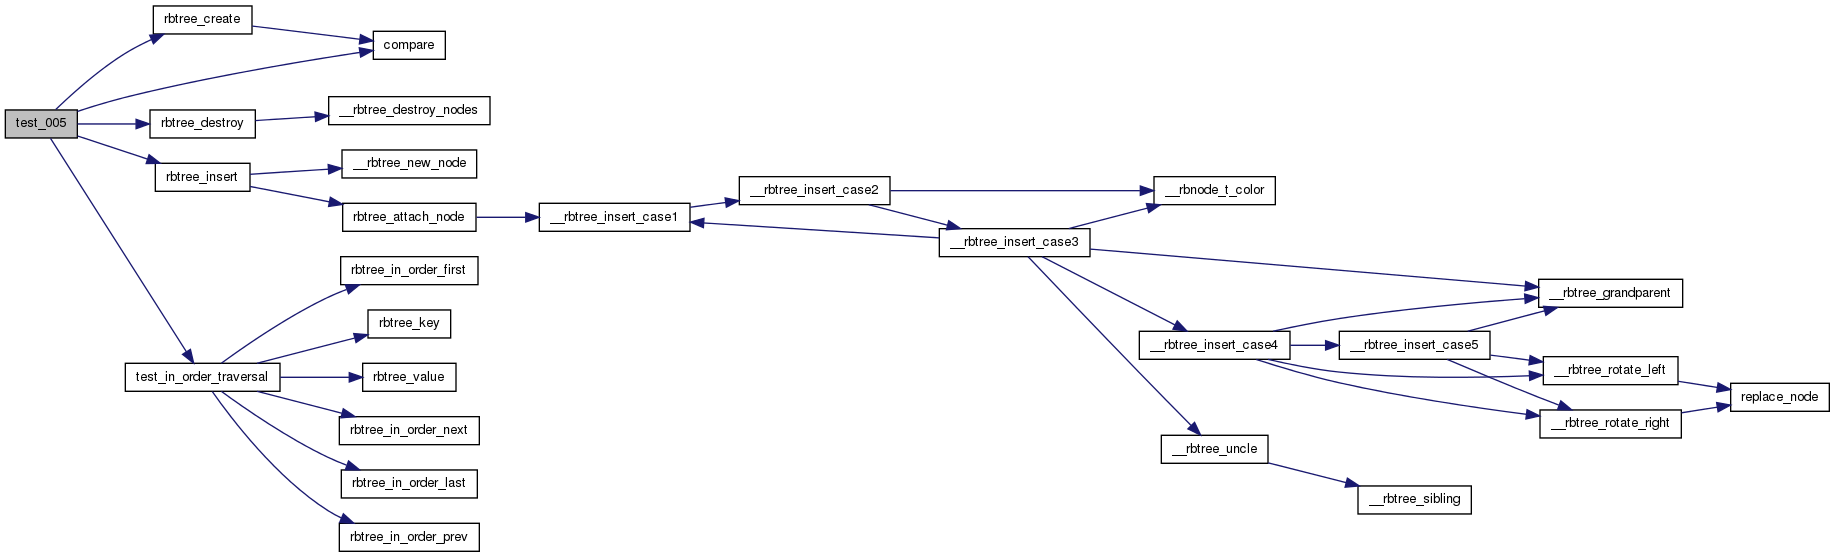 rbtree_create
compare
__rbtree_destroy_nodes
test_005
rbtree_destroy
__rbtree_new_node
rbtree_insert
__rbtree_insert_case2
__rbnode_t_color
rbtree_attach_node
__rbtree_insert_case1
__rbtree_insert_case3
rbtree_in_order_first
__rbtree_grandparent
rbtree_key
__rbtree_insert_case4
__rbtree_insert_case5
test_in_order_traversal
rbtree_value
__rbtree_rotate_left
replace_node
rbtree_in_order_next
__rbtree_rotate_right
__rbtree_uncle
rbtree_in_order_last
__rbtree_sibling
rbtree_in_order_prev